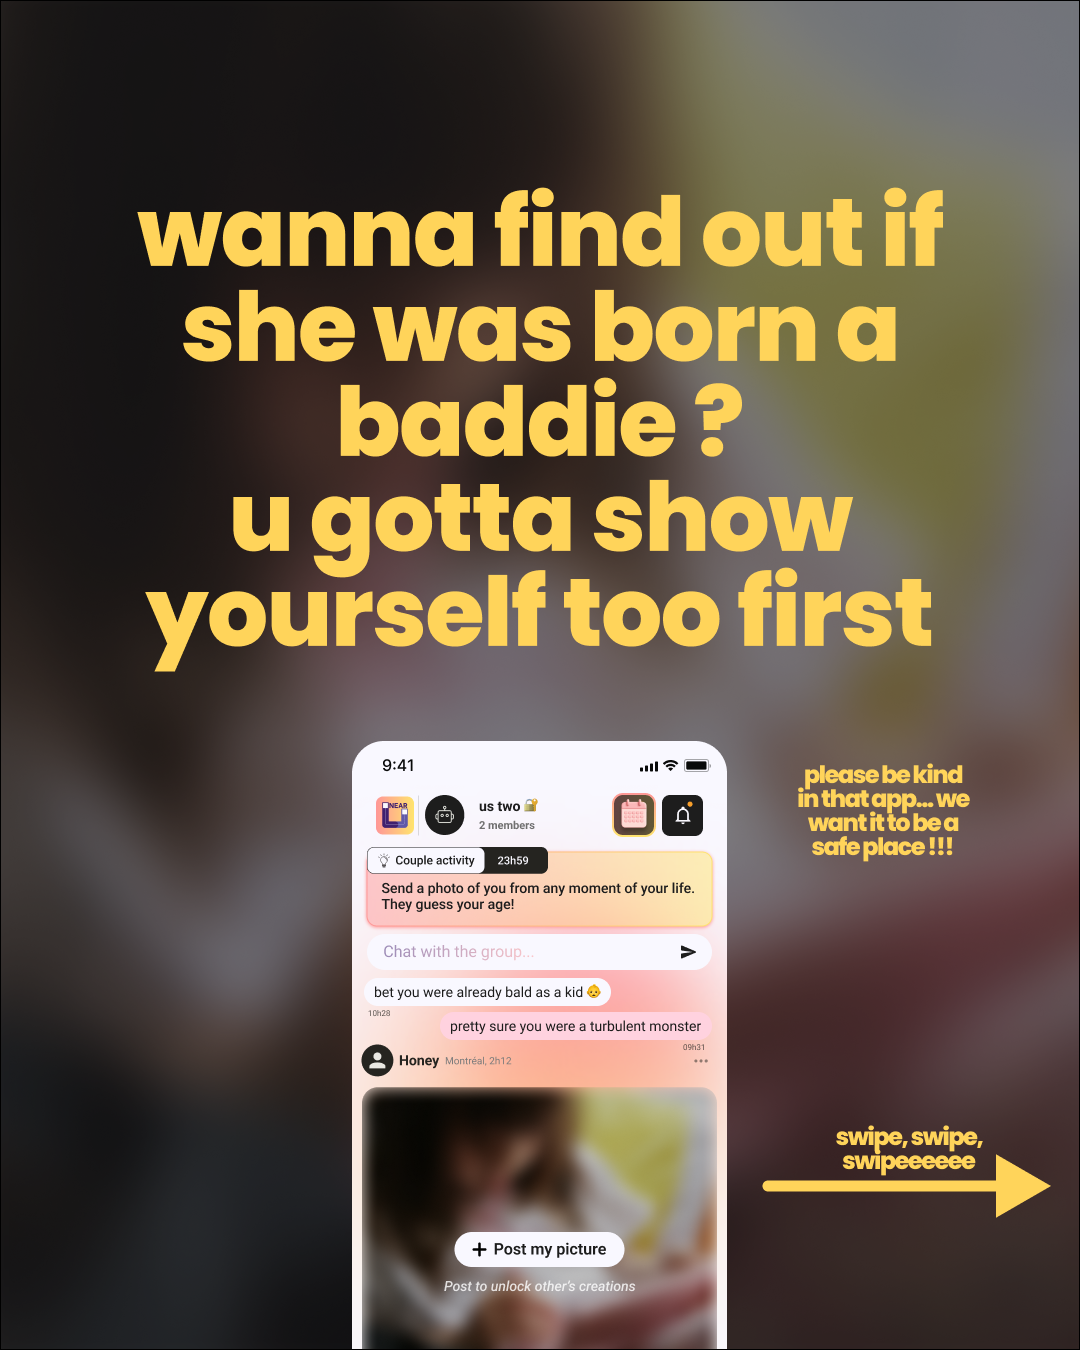 wanna find out if
she was born a
baddie ?
u gotta show
yourself too first
9:41
NEAR
us two 🔐
2 members
Couple activity
23h59
Send a photo of you from any moment of your life.
They guess your age!
Chat with the group...
bet you were already bald as a kid 👶
10h28
pretty sure you were a turbulent monster
09h31
Honey Montréal, 2h12
Post my picture
Post to unlock other's creations
please be kind
in that app... we
want it to be a
safe place !!!
swipe, swipe,
swipeeeeee